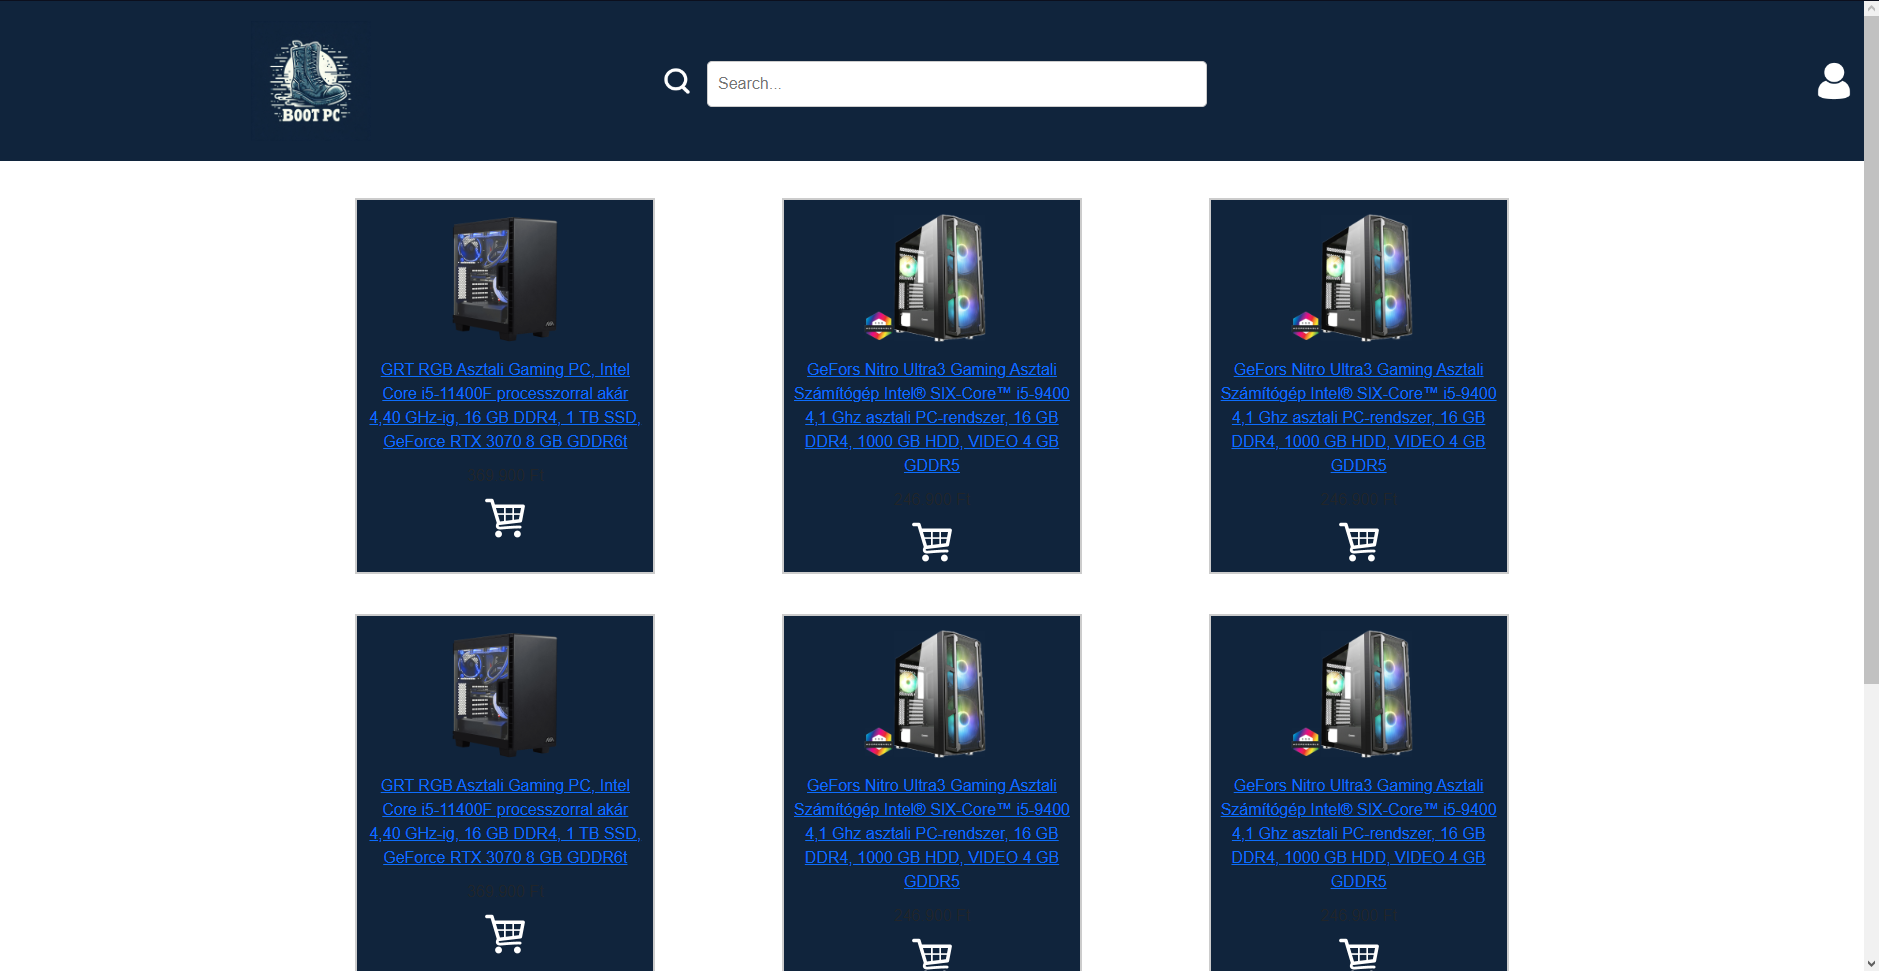 BOOT PC
Search...
GRT RGB Asztali Gaming PC, Intel
Core i5-11400F processzorral akár
4,40 GHz-ig, 16 GB DDR4, 1 TB SSD,
GeForce RTX 3070 8 GB GDDR6t
GeFors Nitro Ultra3 Gaming Asztali
Számítógép Intel® SIX-Core™ i5-9400
4,1 Ghz asztali PC-rendszer, 16 GB
DDR4, 1000 GB HDD, VIDEO 4 GB
GDDR5
GeFors Nitro Ultra3 Gaming Asztali
Számítógép Intel® SIX-Core™ i5-9400
4,1 Ghz asztali PC-rendszer, 16 GB
DDR4, 1000 GB HDD, VIDEO 4 GB
GDDR5
GRT RGB Asztali Gaming PC, Intel
Core i5-11400F processzorral akár
4,40 GHz-ig, 16 GB DDR4, 1 TB SSD,
GeForce RTX 3070 8 GB GDDR6t
GeFors Nitro Ultra3 Gaming Asztali
Számítógép Intel® SIX-Core™ i5-9400
4,1 Ghz asztali PC-rendszer, 16 GB
DDR4, 1000 GB HDD, VIDEO 4 GB
GDDR5
GeFors Nitro Ultra3 Gaming Asztali
Számítógép Intel® SIX-Core™ i5-9400
4,1 Ghz asztali PC-rendszer, 16 GB
DDR4, 1000 GB HDD, VIDEO 4 GB
GDDR5